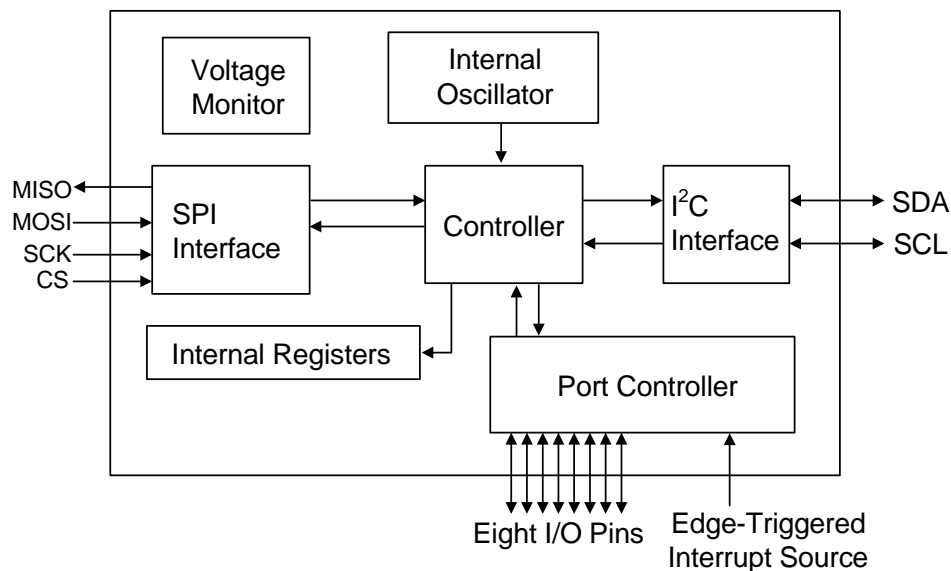 Voltage
Monitor
Internal
Oscillator
MISO
MOSI
SCK
CS
SPI
Interface
Controller
I²C
Interface
SDA
SCL
Internal Registers
Port Controller
Eight I/O Pins
Edge-Triggered
Interrupt Source